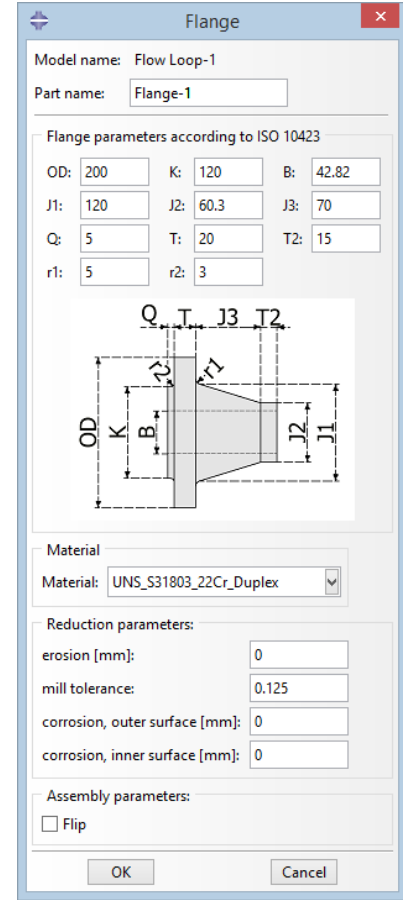 Flange
Model name: Flow Loop-1
Part name: Flange-1
Flange parameters according to ISO 10423
OD: 200 K: 120 B: 42.82
J1: 120 J2: 60.3 J3: 70
Q: 5 T: 20 T2: 15
r1: 5 r2: 3
Q T J3 T2
r2 r1
OD K B J2 J1
Material
Material: UNS_S31803_22Cr_Duplex
Reduction parameters:
erosion [mm]: 0
mill tolerance: 0.125
corrosion, outer surface [mm]: 0
corrosion, inner surface [mm]: 0
Assembly parameters:
Flip
OK Cancel